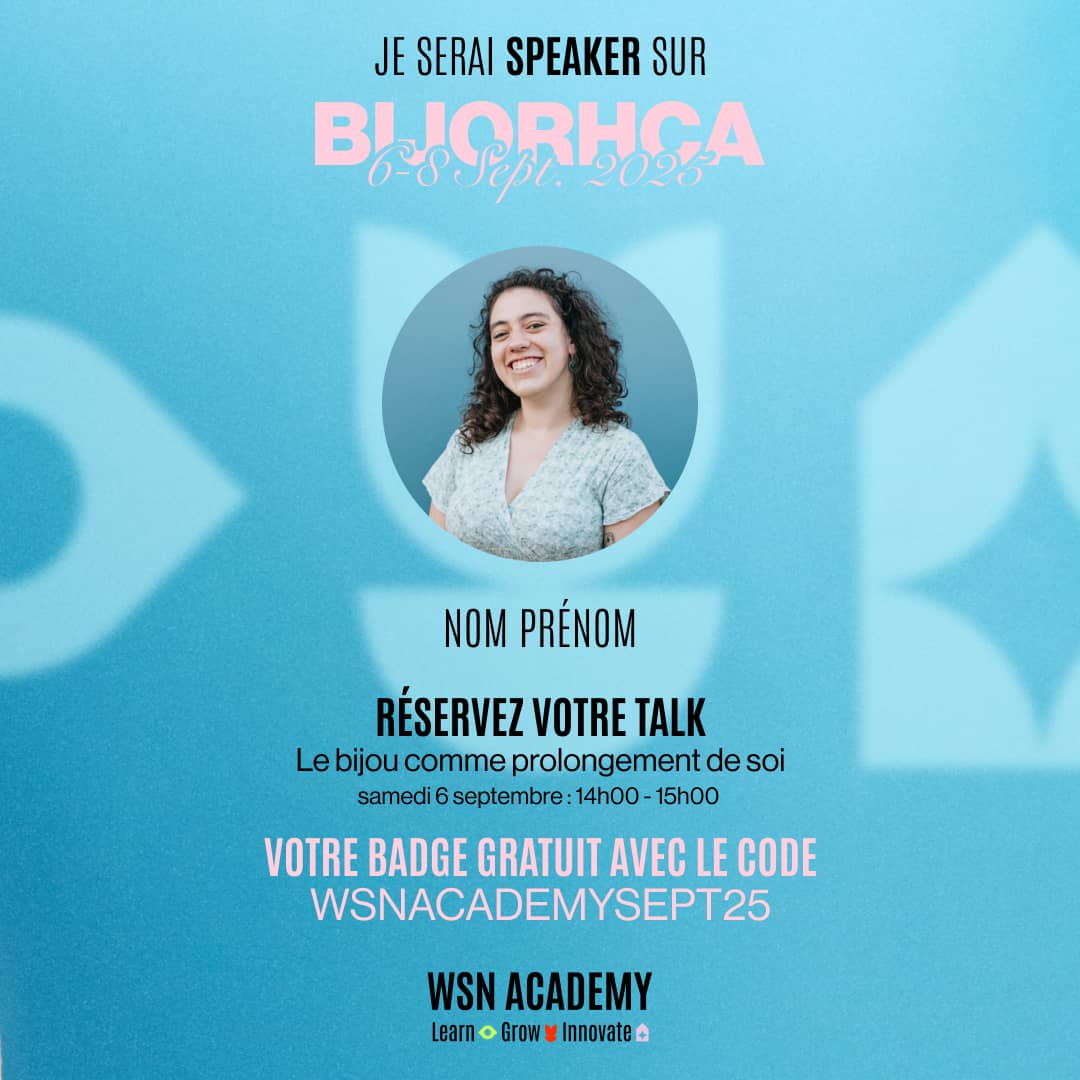 JE SERAI SPEAKER SUR
BIJORHCA
6-8 Sept. 2025
NOM PRÉNOM
RÉSERVEZ VOTRE TALK
Le bijou comme prolongement de soi
samedi 6 septembre : 14h00 - 15h00
VOTRE BADGE GRATUIT AVEC LE CODE
WSNACADEMYSEPT25
WSN ACADEMY
Learn Grow Innovate